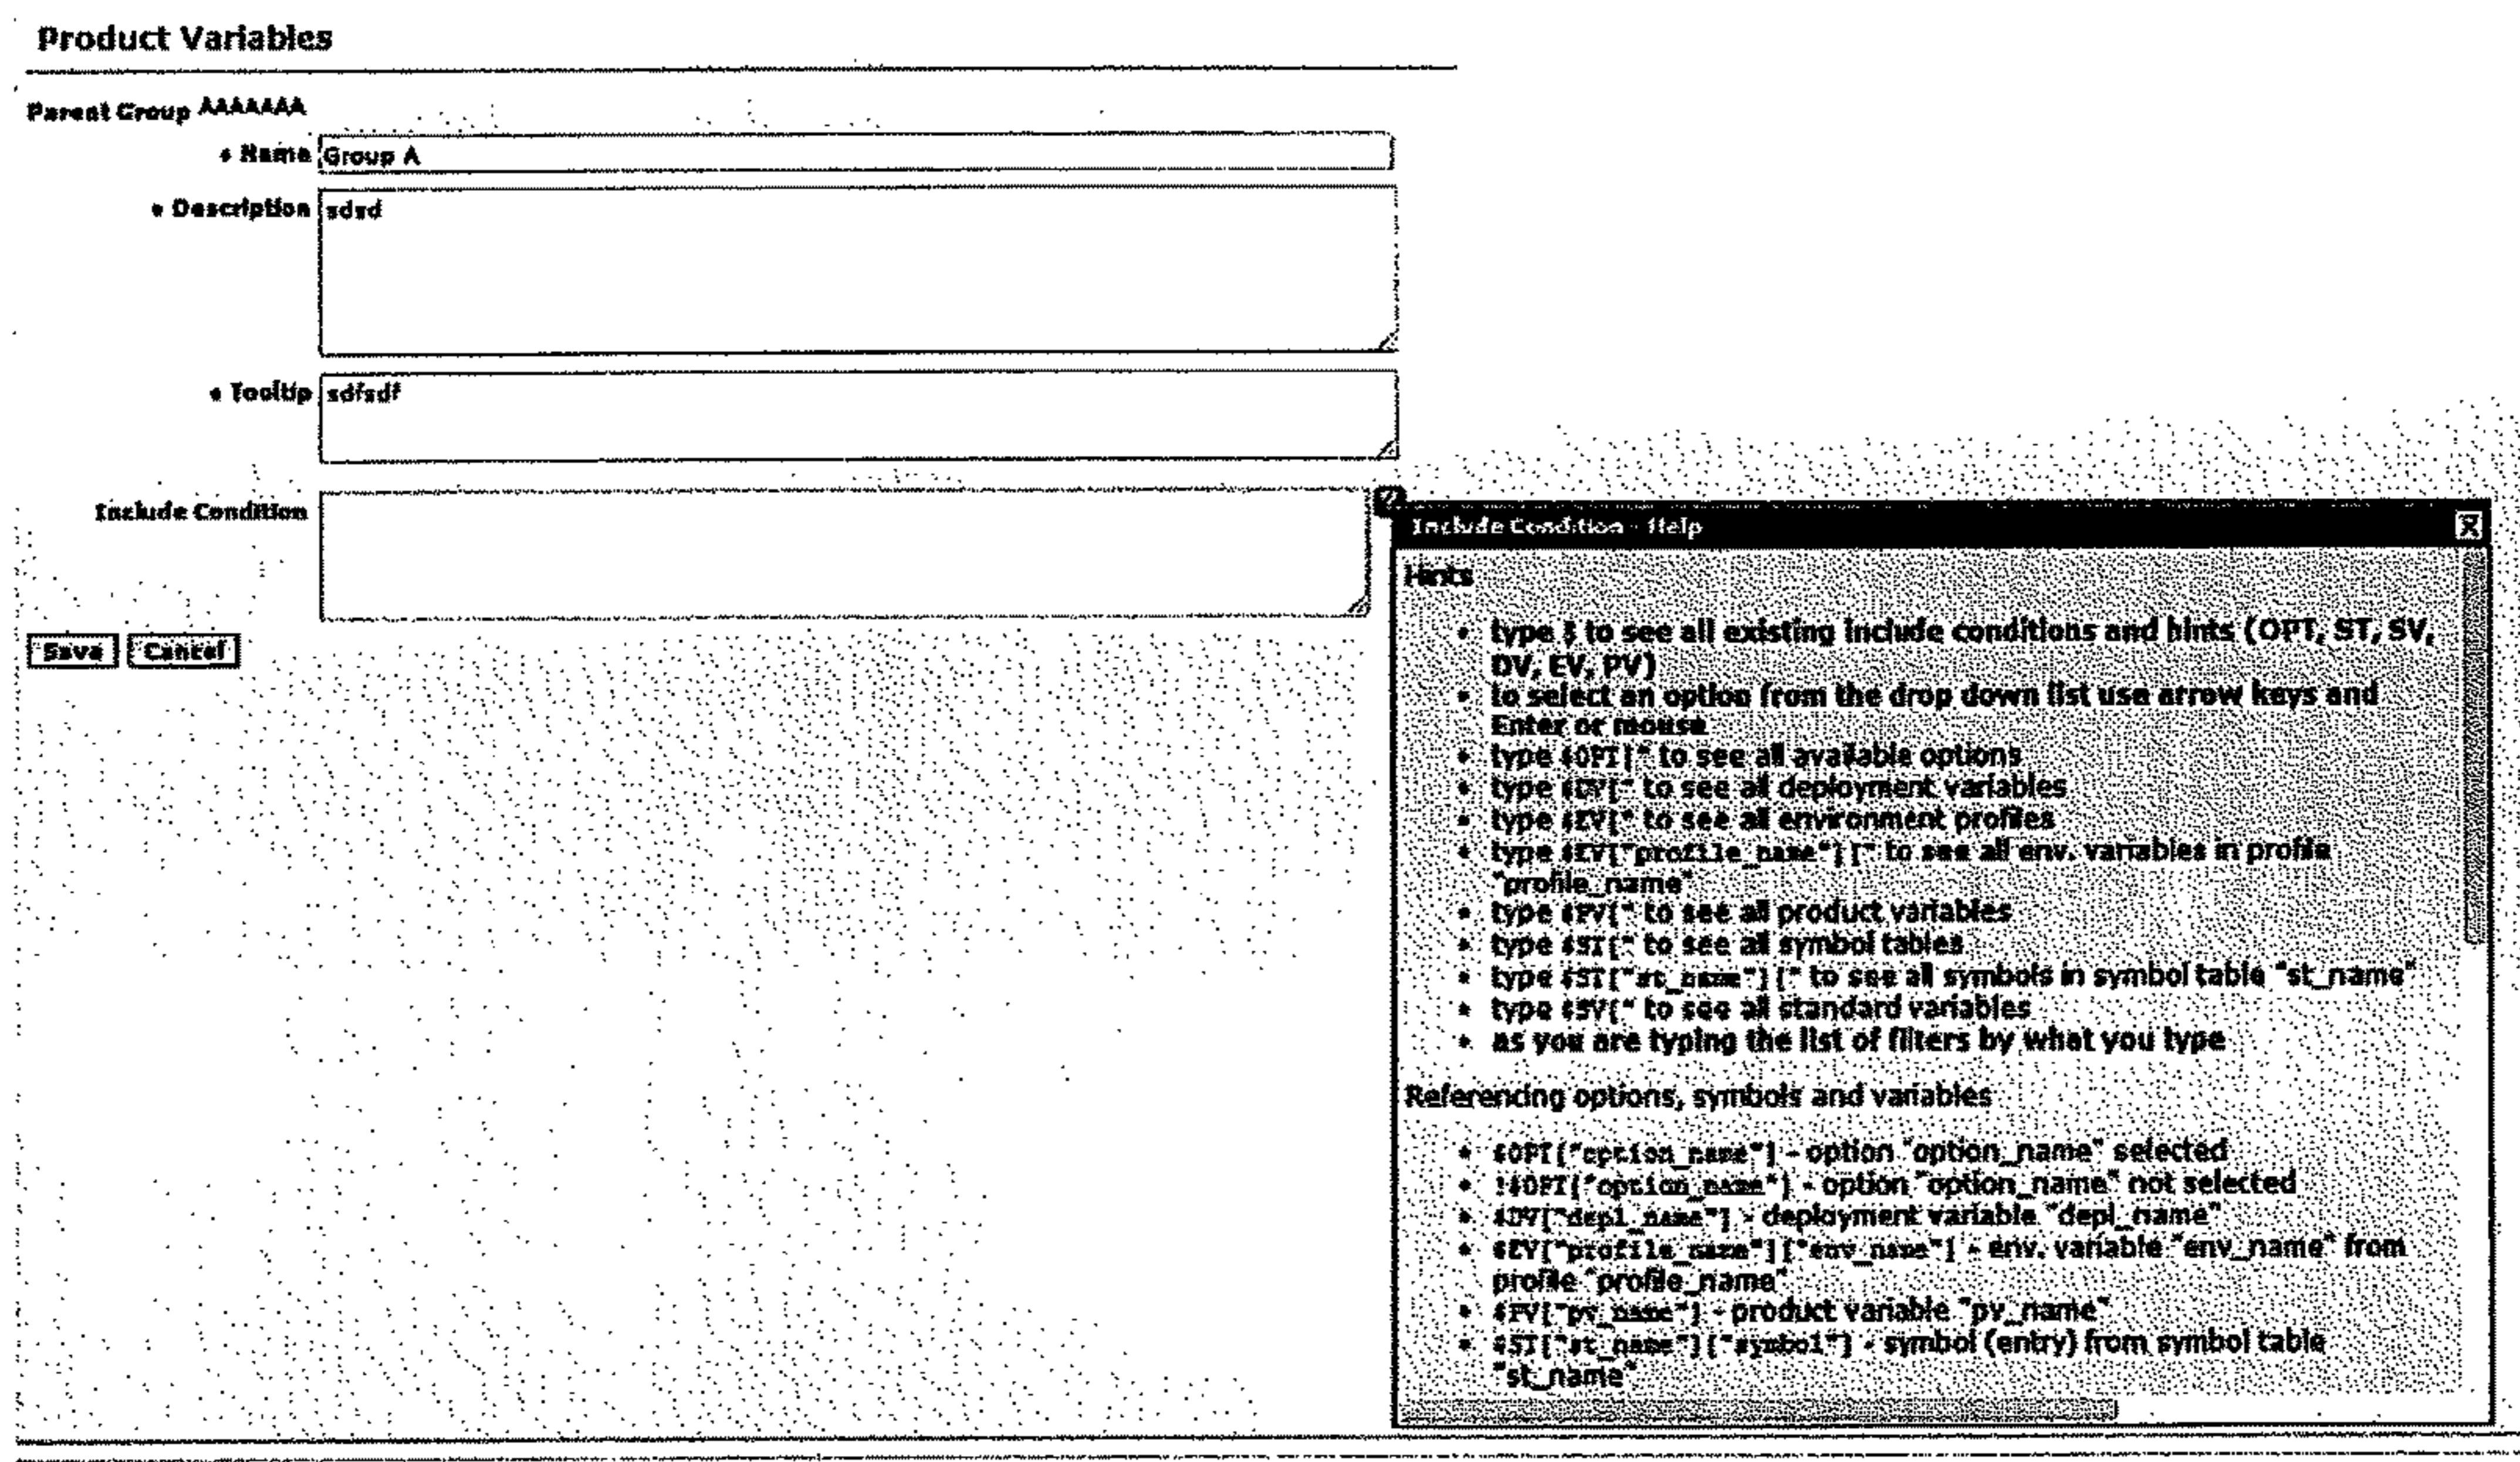 Product Variables
Parent Group AAAAAAA
* Name Group A
* Description sdsd
* Tooltip sdfsdf
Include Condition
Save Cancel
?
Include Condition - Help X
Hints
• type $ to see all existing include conditions and hints (OPT, ST, SV,
DV, EV, PV)
• to select an option from the drop down list use arrow keys and
Enter or mouse
• type $OPT[" to see all available options
• type $DV[" to see all deployment variables
• type $EV[" to see all environment profiles
• type $EV["profile_name"][" to see all env. variables in profile
"profile_name"
• type $PV[" to see all product variables
• type $ST[" to see all symbol tables
• type $ST["st_name"][" to see all symbols in symbol table "st_name"
• type $SV[" to see all standard variables
• as you are typing the list of filters by what you type
Referencing options, symbols and variables
• $OPT["option_name"] - option "option_name" selected
• !$OPT["option_name"] - option "option_name" not selected
• $DV["depl_name"] - deployment variable "depl_name"
• $EV["profile_name"]["env_name"] - env. variable "env_name" from
profile "profile_name"
• $PV["pv_name"] - product variable "pv_name"
• $ST["st_name"]["symbol"] - symbol (entry) from symbol table
"st_name"